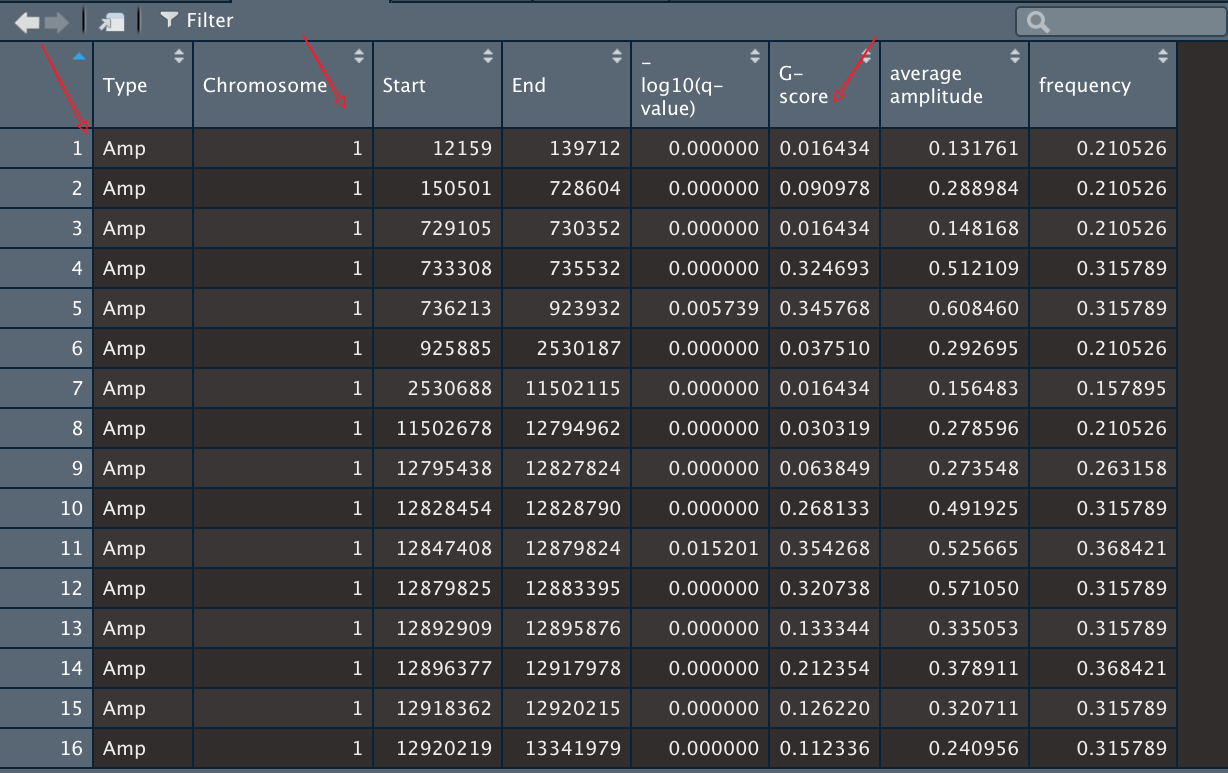 Filter
Type Chromosome Start End -log10(q-value) G-score average amplitude frequency
1 Amp 1 12159 139712 0.000000 0.016434 0.131761 0.210526
2 Amp 1 150501 728604 0.000000 0.090978 0.288984 0.210526
3 Amp 1 729105 730352 0.000000 0.016434 0.148168 0.210526
4 Amp 1 733308 735532 0.000000 0.324693 0.512109 0.315789
5 Amp 1 736213 923932 0.005739 0.345768 0.608460 0.315789
6 Amp 1 925885 2530187 0.000000 0.037510 0.292695 0.210526
7 Amp 1 2530688 11502115 0.000000 0.016434 0.156483 0.157895
8 Amp 1 11502678 12794962 0.000000 0.030319 0.278596 0.210526
9 Amp 1 12795438 12827824 0.000000 0.063849 0.273548 0.263158
10 Amp 1 12828454 12828790 0.000000 0.268133 0.491925 0.315789
11 Amp 1 12847408 12879824 0.015201 0.354268 0.525665 0.368421
12 Amp 1 12879825 12883395 0.000000 0.320738 0.571050 0.315789
13 Amp 1 12892909 12895876 0.000000 0.133344 0.335053 0.315789
14 Amp 1 12896377 12917978 0.000000 0.212354 0.378911 0.368421
15 Amp 1 12918362 12920215 0.000000 0.126220 0.320711 0.315789
16 Amp 1 12920219 13341979 0.000000 0.112336 0.240956 0.315789